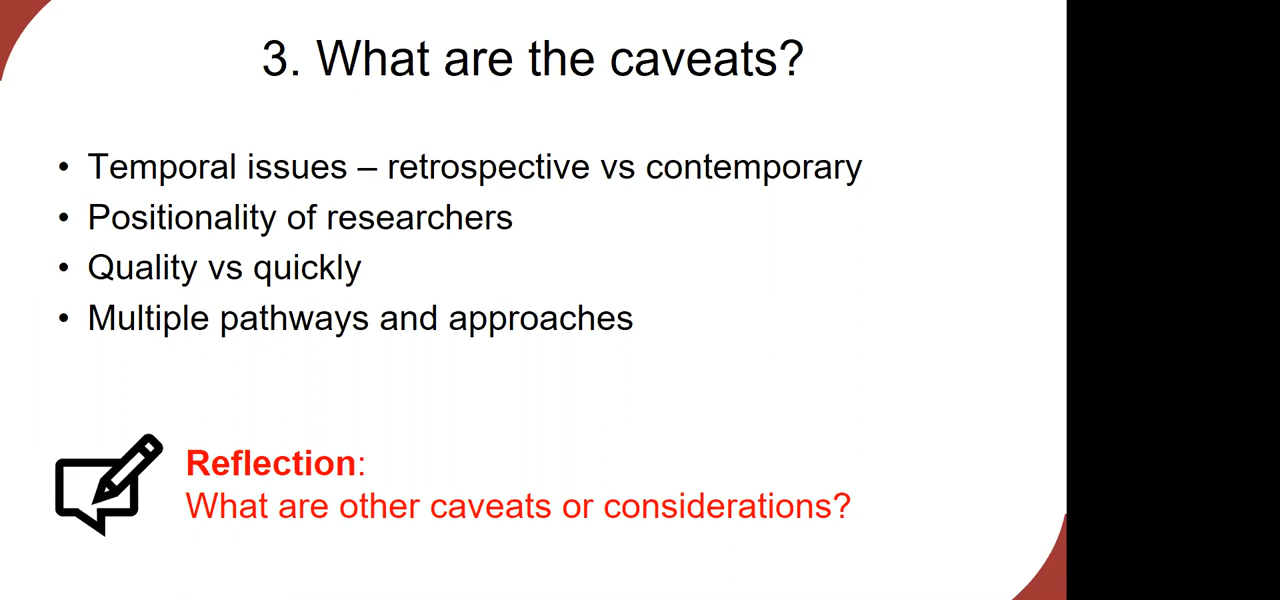 3. What are the caveats?
• Temporal issues – retrospective vs contemporary
• Positionality of researchers
• Quality vs quickly
• Multiple pathways and approaches
Reflection:
What are other caveats or considerations?